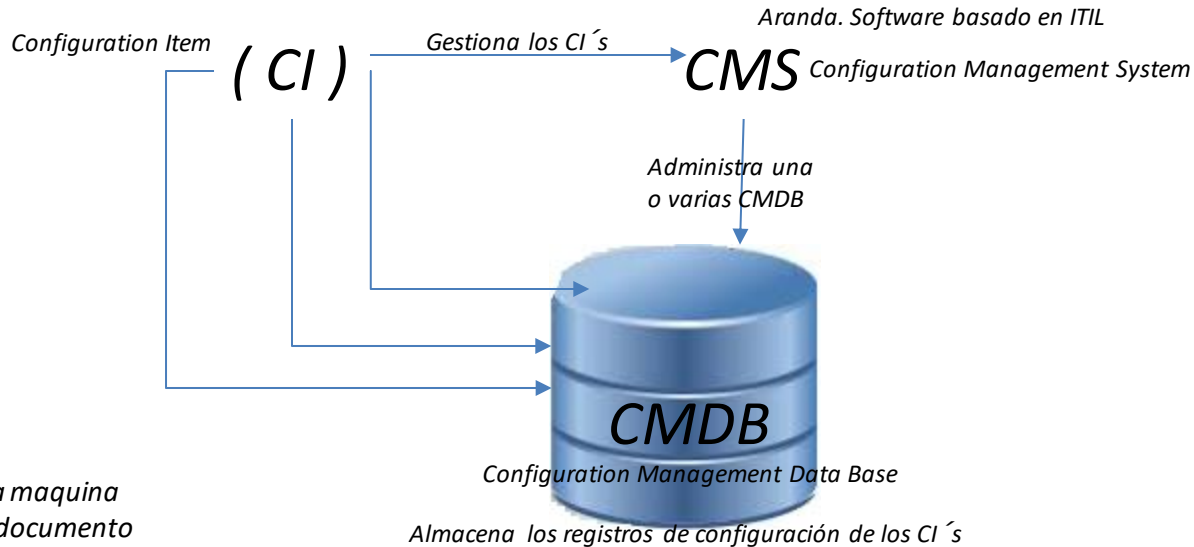 Aranda. Software basado en ITIL
Configuration Item
( CI )
Gestiona los CI ´s
CMS
Configuration Management System
Administra una
o varias CMDB
CMDB
Configuration Management Data Base
maquina
documento
Almacena los registros de configuración de los CI ´s